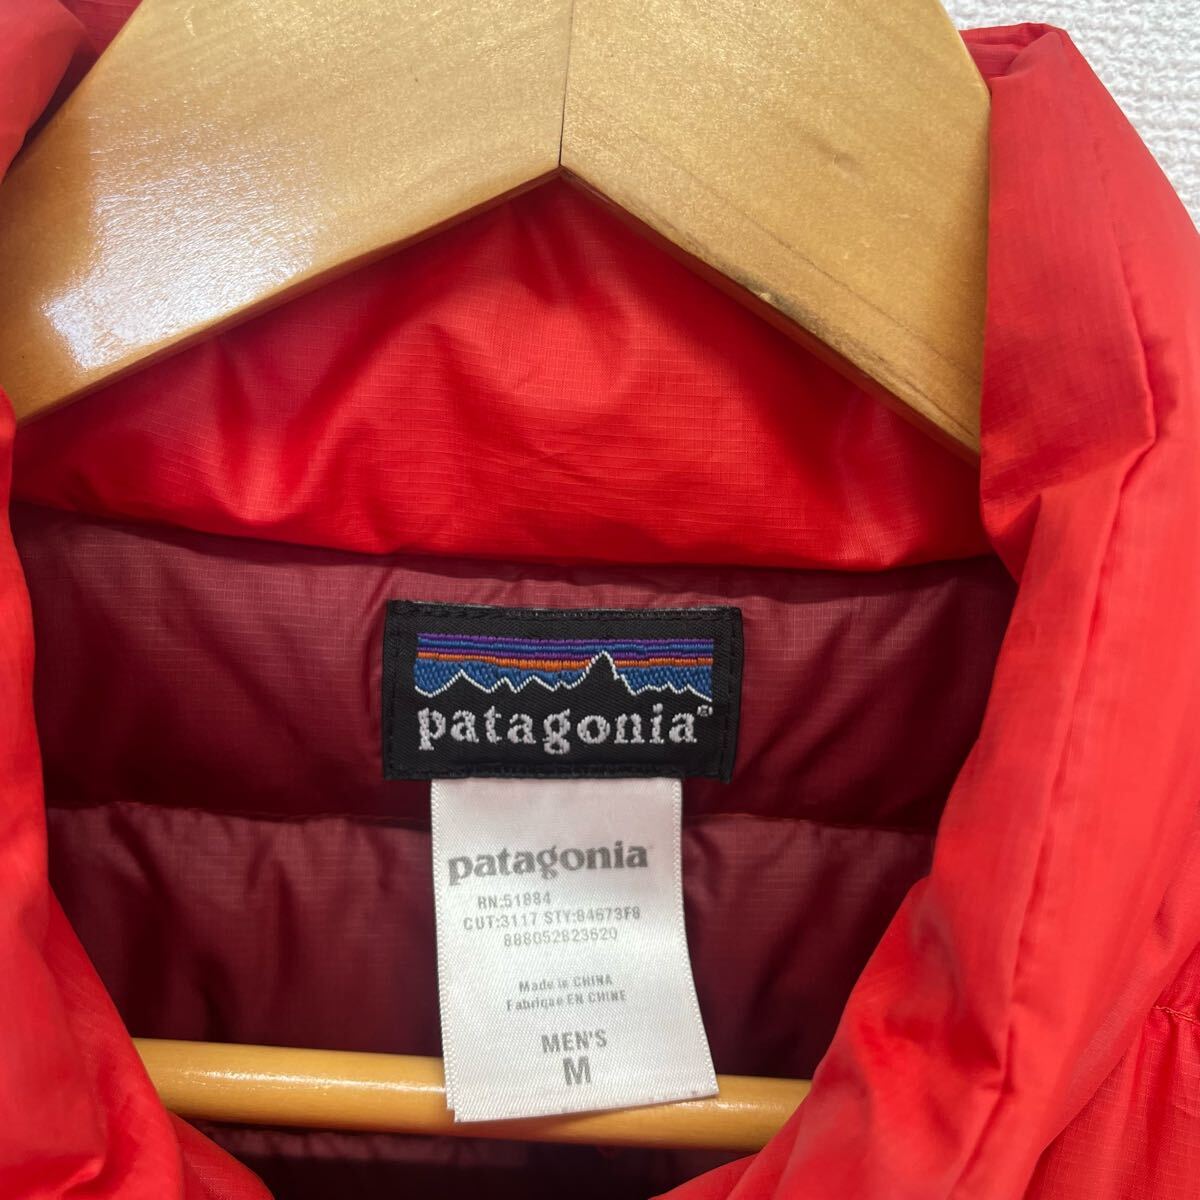 patagonia®
patagonia
RN:51884
CUT:3117 STY:84673F8
888052823620
Made in CHINA
Fabriqué EN CHINE
MEN'S
M